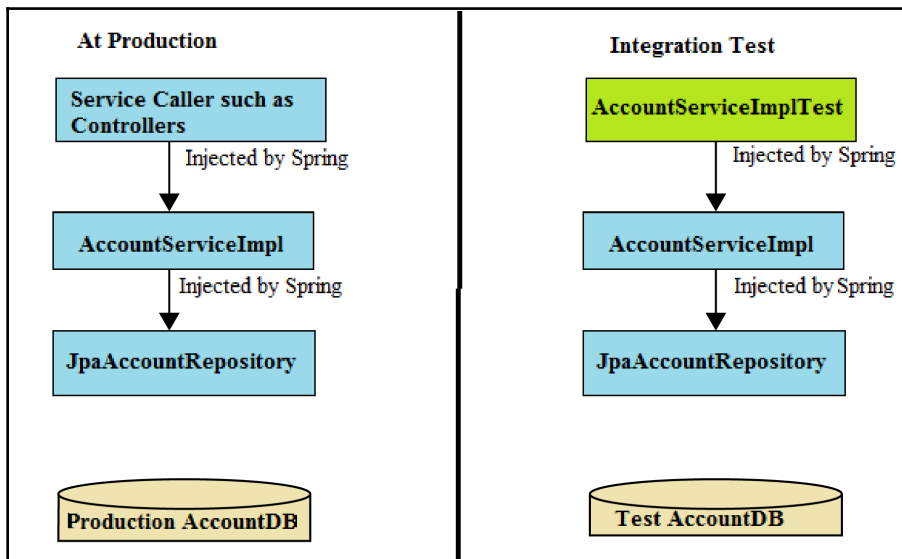 At Production
Service Caller such as
Controllers
Injected by Spring
AccountServiceImpl
Injected by Spring
JpaAccountRepository
Production AccountDB
Integration Test
AccountServiceImplTest
Injected by Spring
AccountServiceImpl
Injected by Spring
JpaAccountRepository
Test AccountDB